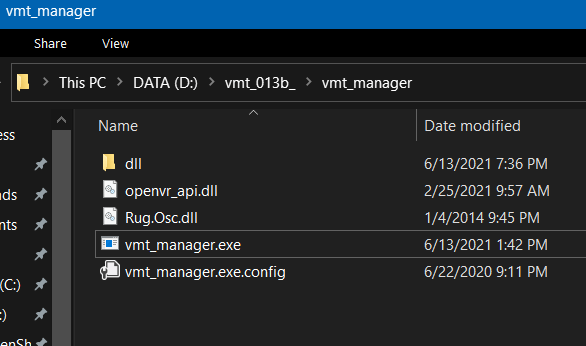 vmt_manager
Share View
This PC DATA (D:) vmt_013b_ vmt_manager
Name Date modified
ess
dll 6/13/2021 7:36 PM
nds
openvr_api.dll 2/25/2021 9:57 AM
nts
Rug.Osc.dll 1/4/2014 9:45 PM
vmt_manager.exe 6/13/2021 1:42 PM
(C:)
vmt_manager.exe.config 6/22/2020 9:11 PM
:)
enSh